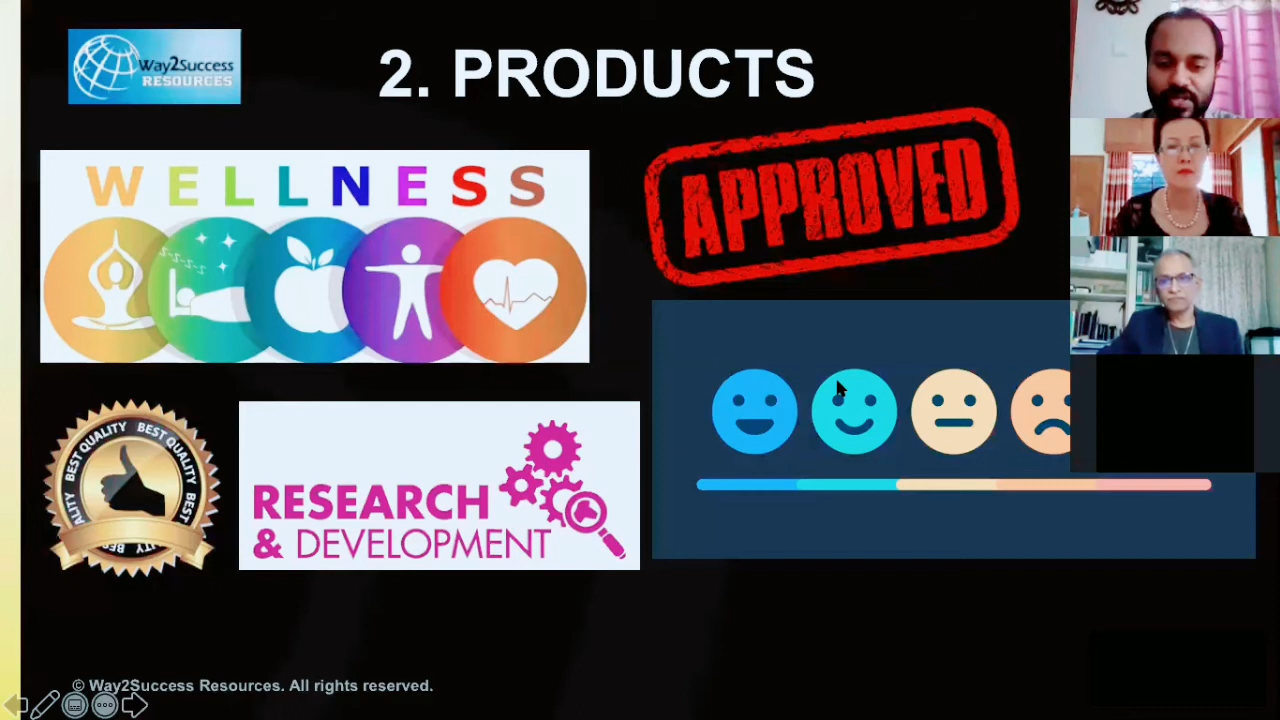 Way2Success
RESOURCES
2. PRODUCTS
WELLNESS
z-z-z-z-z
APPROVED
BEST QUALITY BEST QUALITY BEST
RESEARCH
& DEVELOPMENT
© Way2Success Resources. All rights reserved.